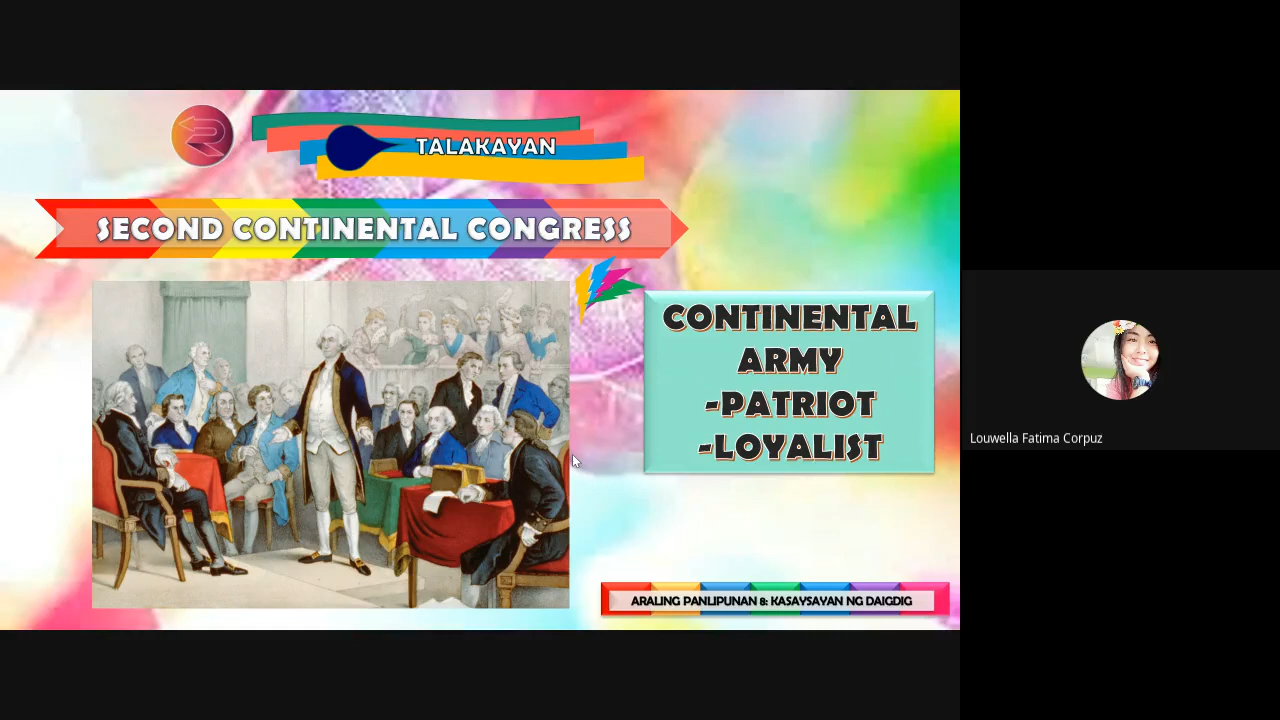 TALAKAYAN
SECOND CONTINENTAL CONGRESS
CONTINENTAL
ARMY
-PATRIOT
-LOYALIST
Louwella Fatima Corpuz
ARALING PANLIPUNAN 8: KASAYSAYAN NG DAIGDIG